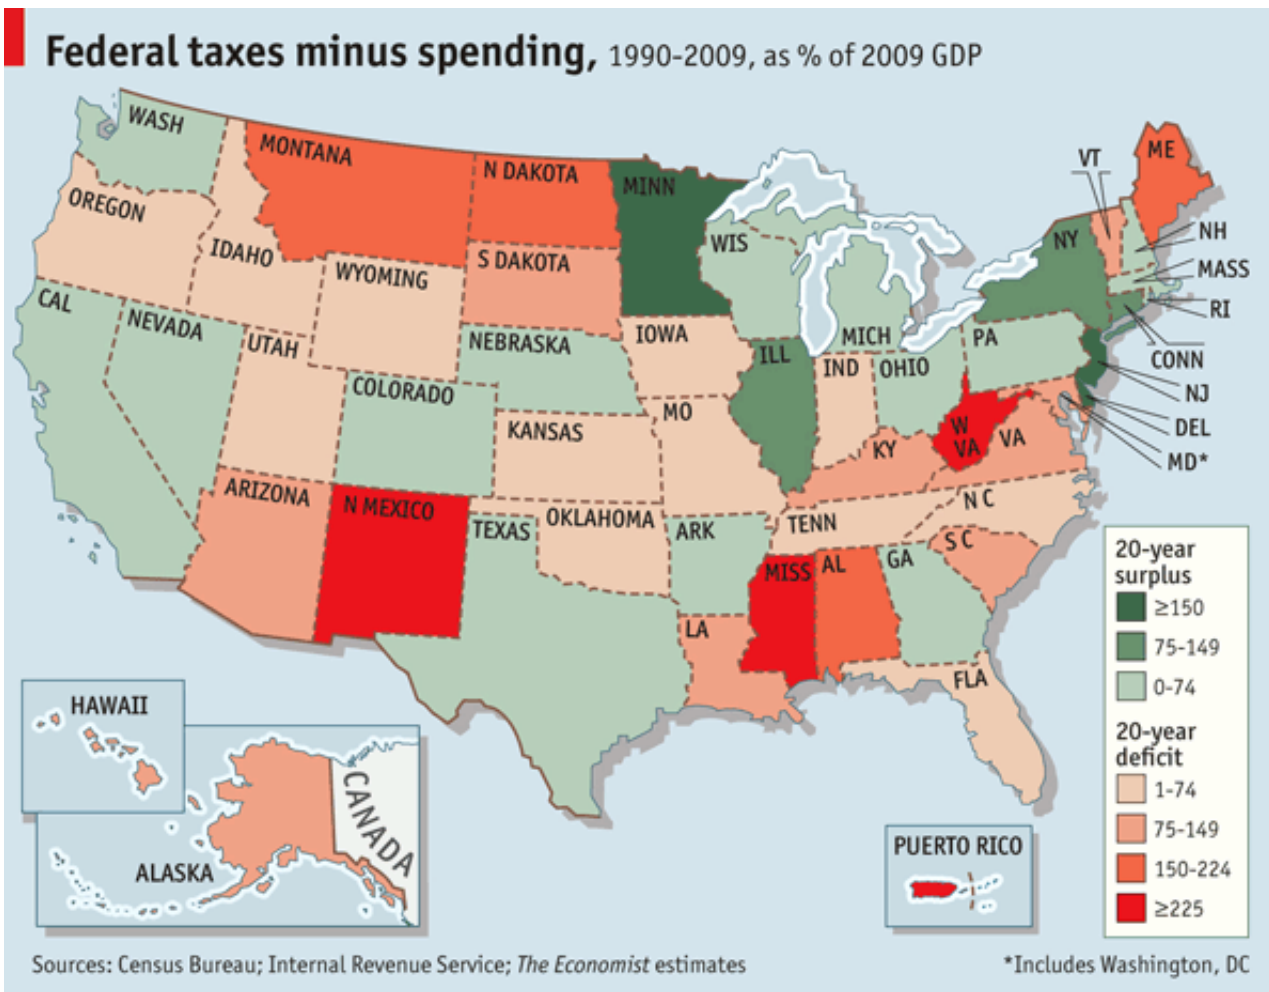 Federal taxes minus spending, 1990-2009, as % of 2009 GDP
WASH
MONTANA
N DAKOTA
MINN
VT
ME
OREGON
IDAHO
WYOMING
S DAKOTA
WIS
NY
NH
MASS
RI
CAL
NEVADA
UTAH
NEBRASKA
IOWA
ILL
MICH
PA
CONN
COLORADO
IND
OHIO
NJ
KANSAS
MO
W
VA
VA
KY
DEL
MD*
ARIZONA
N MEXICO
TEXAS
OKLAHOMA
ARK
TENN
N C
S C
MISS
AL
GA
LA
FLA
20-year
surplus
≥150
75-149
0-74
20-year
deficit
1-74
75-149
150-224
≥225
HAWAII
ALASKA
CANADA
PUERTO RICO
Sources: Census Bureau; Internal Revenue Service; The Economist estimates
*Includes Washington, DC